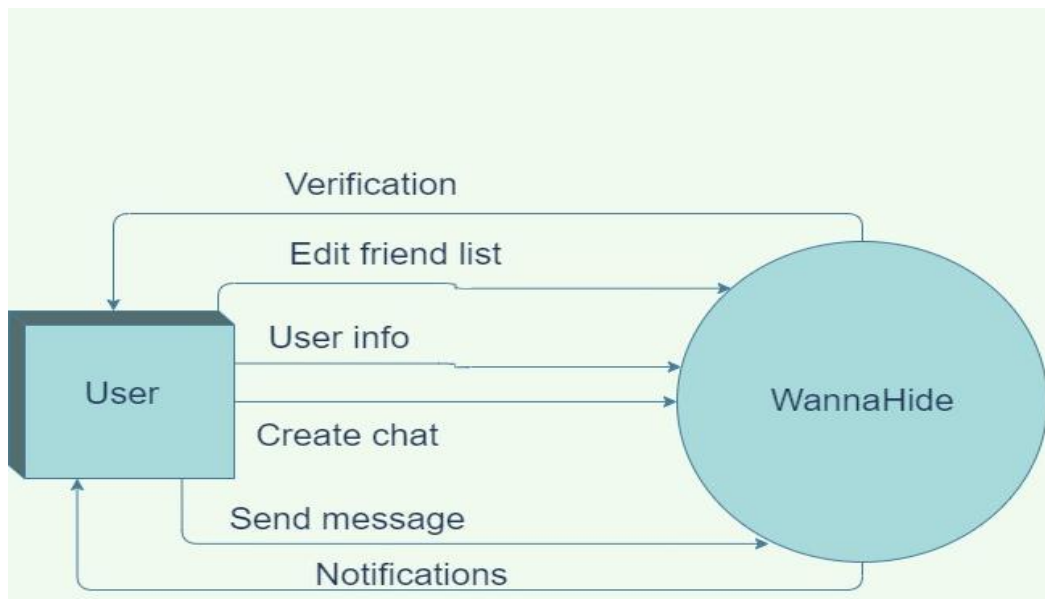 Verification
Edit friend list
User info
User
WannaHide
Create chat
Send message
Notifications